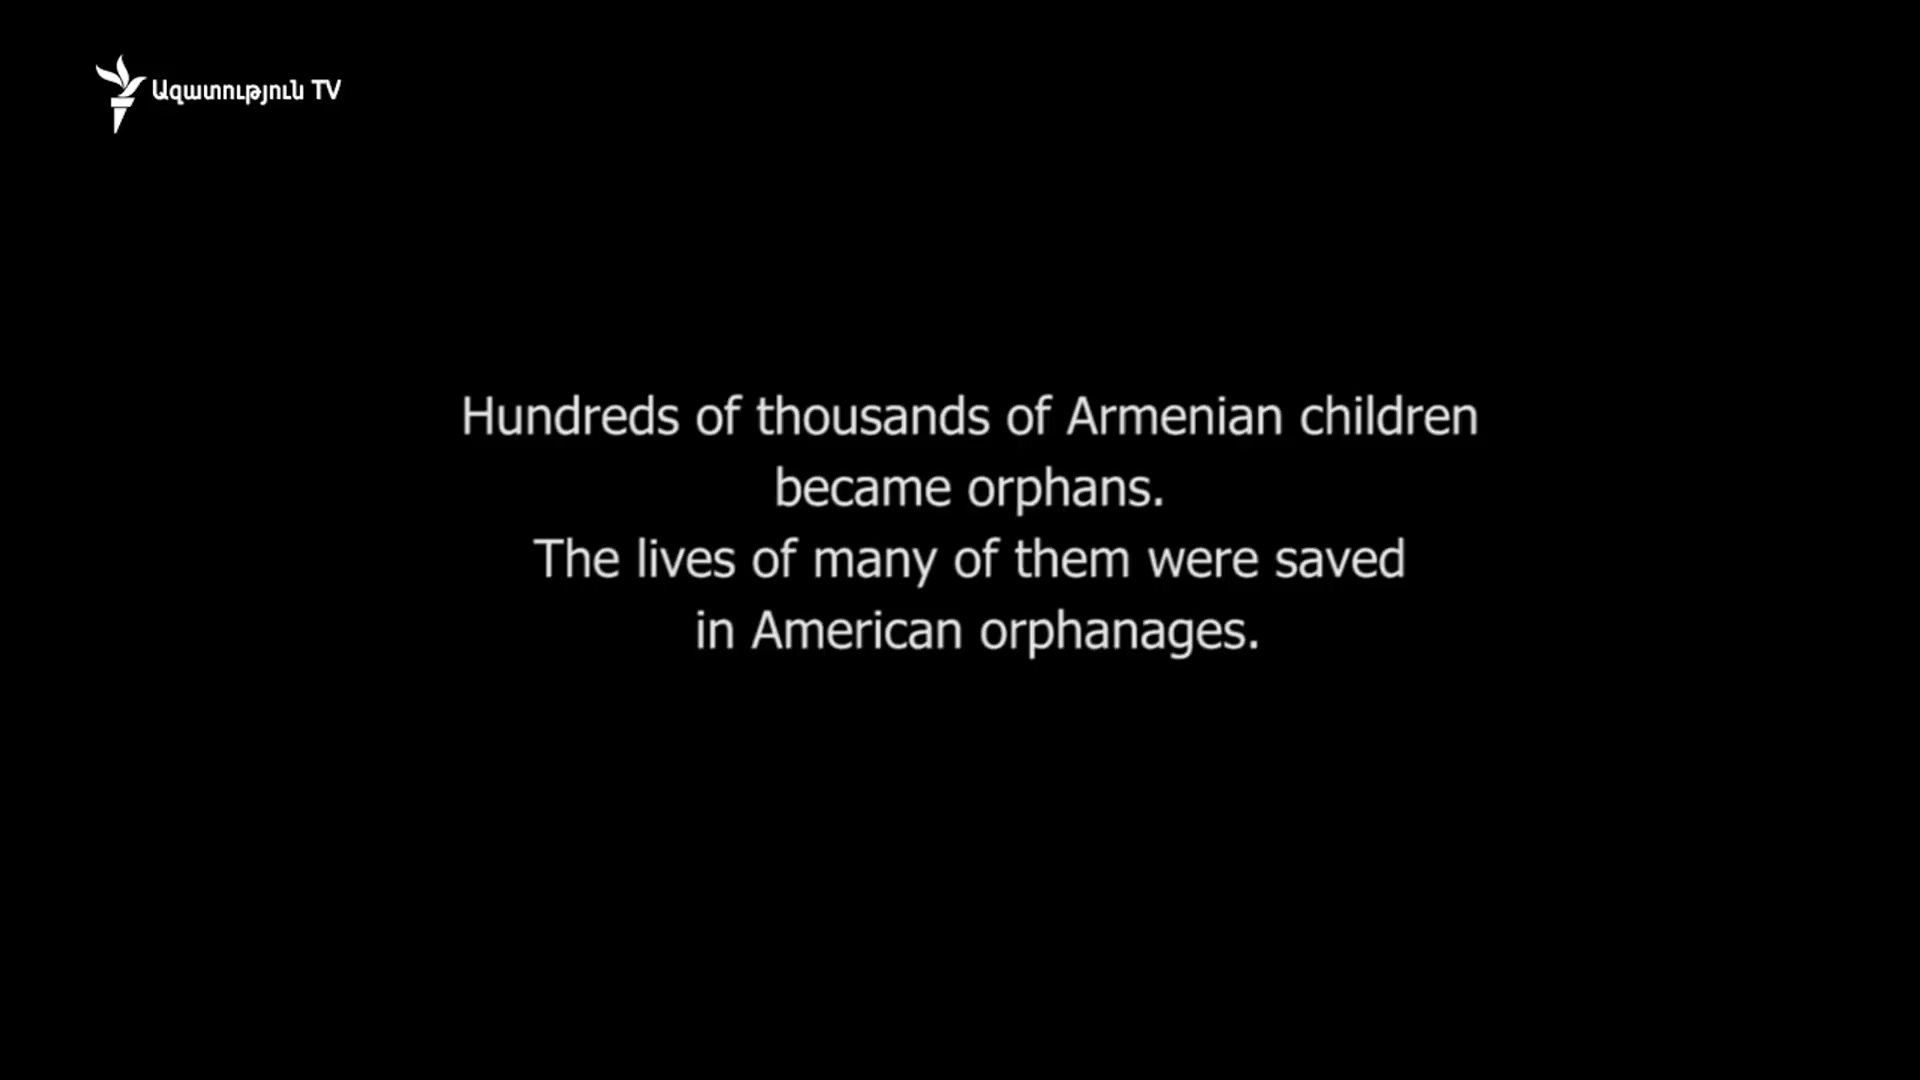 Ազատություն TV
Hundreds of thousands of Armenian children
became orphans.
The lives of many of them were saved
in American orphanages.